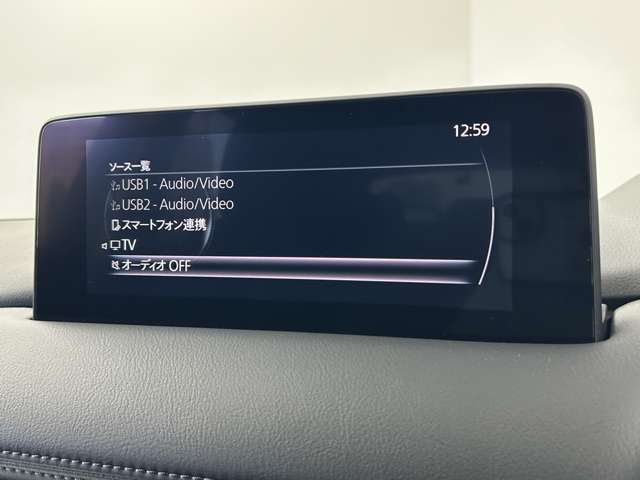 12:59
ソース一覧
USB1 - Audio/Video
USB2 - Audio/Video
スマートフォン連携
TV
オーディオ OFF